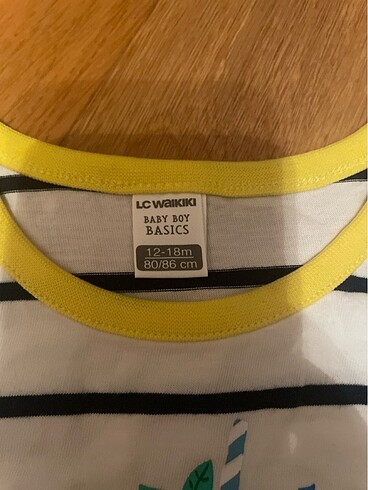 LC WAIKIKI
BABY BOY
BASICS
12-18m
80/86 cm